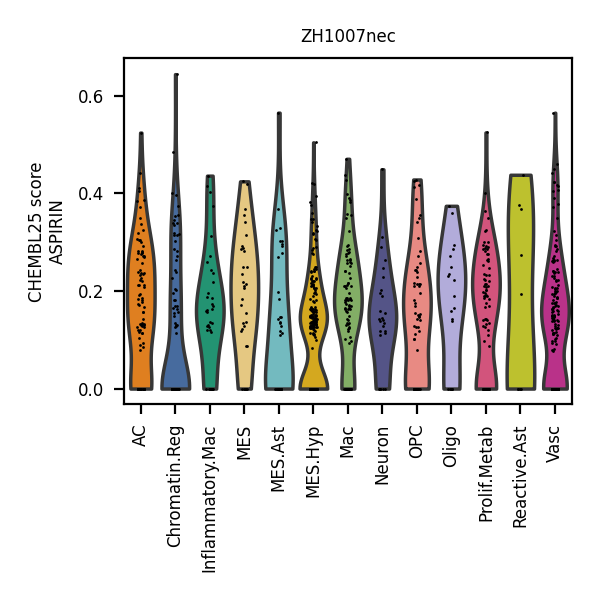 ZH1007nec
CHEMBL25 score
ASPIRIN
0.6
0.4
0.2
0.0
AC
Chromatin.Reg
Inflammatory.Mac
MES
MES.Ast
MES.Hyp
Mac
Neuron
OPC
Oligo
Prolif.Metab
Reactive.Ast
Vasc